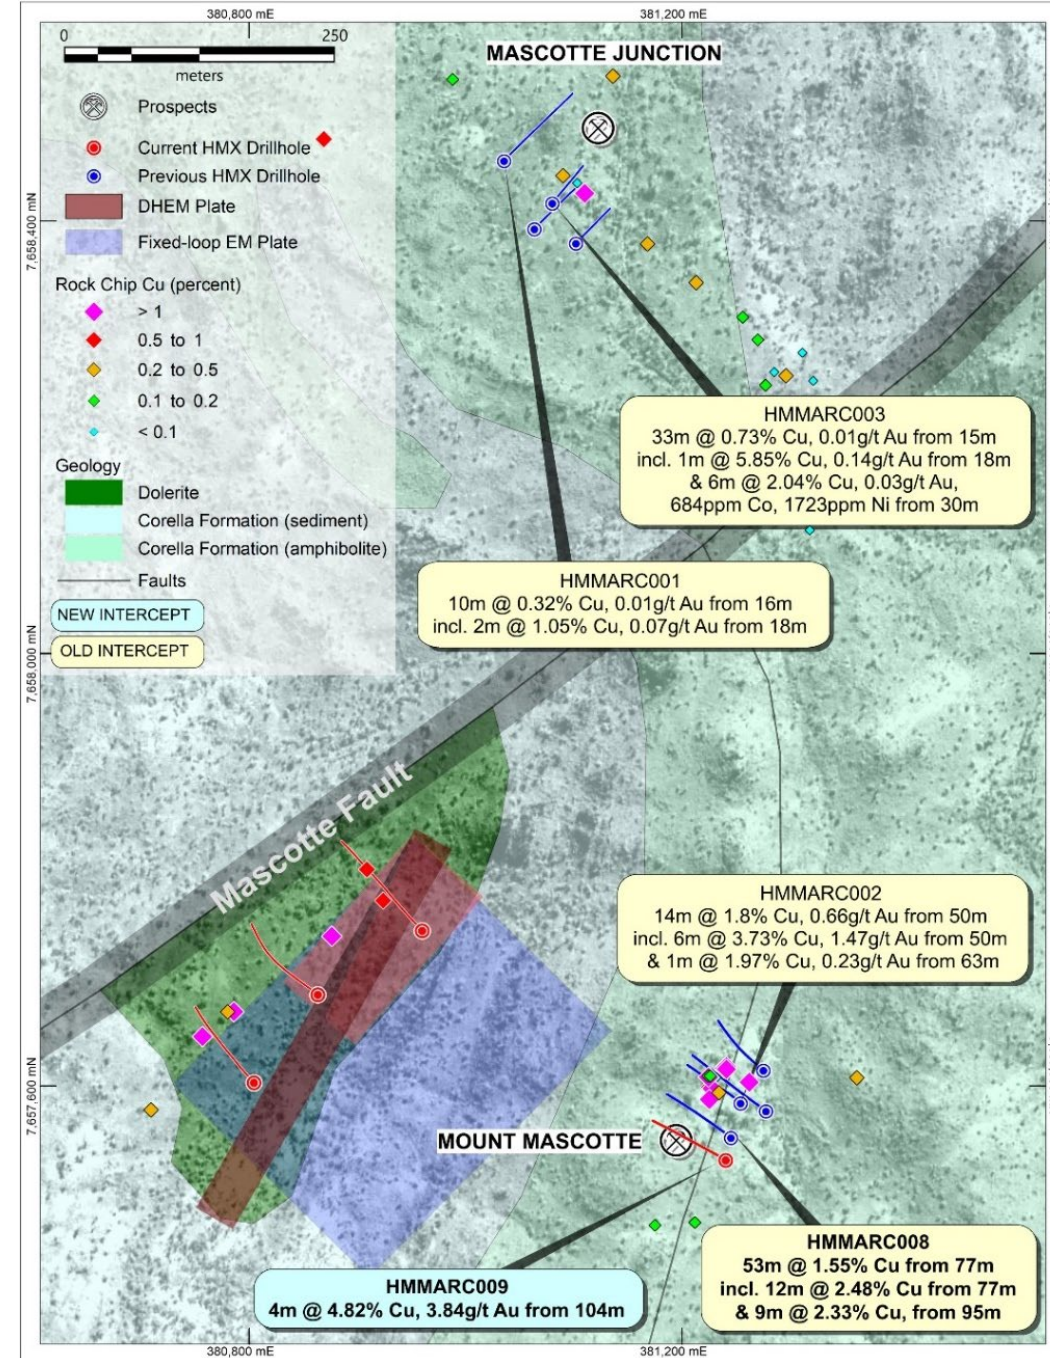 380,800 mE
381,200 mE
0
250
meters
Prospects
Current HMX Drillhole
Previous HMX Drillhole
DHEM Plate
Fixed-loop EM Plate
Rock Chip Cu (percent)
> 1
0.5 to 1
0.2 to 0.5
0.1 to 0.2
< 0.1
Geology
Dolerite
Corella Formation (sediment)
Corella Formation (amphibolite)
Faults
NEW INTERCEPT
OLD INTERCEPT
7,658,400 mN
7,658,000 mN
7,657,600 mN
MASCOTTE JUNCTION
HMMARC003
33m @ 0.73% Cu, 0.01g/t Au from 15m
incl. 1m @ 5.85% Cu, 0.14g/t Au from 18m
& 6m @ 2.04% Cu, 0.03g/t Au,
684ppm Co, 1723ppm Ni from 30m
HMMARC001
10m @ 0.32% Cu, 0.01g/t Au from 16m
incl. 2m @ 1.05% Cu, 0.07g/t Au from 18m
Mascotte Fault
HMMARC002
14m @ 1.8% Cu, 0.66g/t Au from 50m
incl. 6m @ 3.73% Cu, 1.47g/t Au from 50m
& 1m @ 1.97% Cu, 0.23g/t Au from 63m
MOUNT MASCOTTE
HMMARC008
53m @ 1.55% Cu from 77m
incl. 12m @ 2.48% Cu from 77m
& 9m @ 2.33% Cu, from 95m
HMMARC009
4m @ 4.82% Cu, 3.84g/t Au from 104m
380,800 mE
381,200 mE